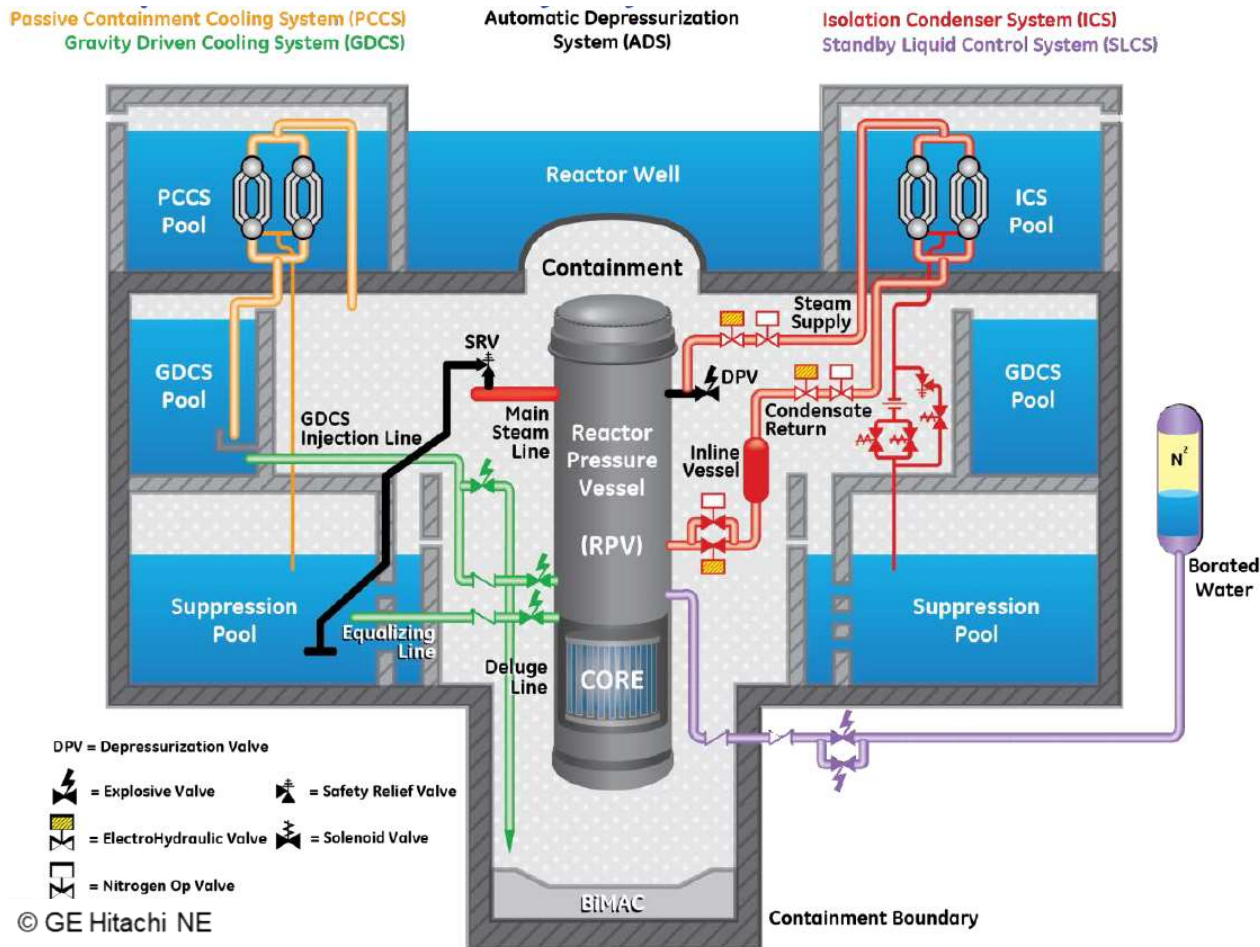 Passive Containment Cooling System (PCCS)
Gravity Driven Cooling System (GDCS)
Automatic Depressurization
System (ADS)
Isolation Condenser System (ICS)
Standby Liquid Control System (SLCS)
PCCS
Pool
Reactor Well
ICS
Pool
Containment
Steam
Supply
SRV
DPV
GDCS
Pool
GDCS
Injection Line
Main
Steam
Line
Reactor
Pressure
Vessel
(RPV)
Condensate
Return
Inline
Vessel
GDCS
Pool
N²
Borated
Water
Suppression
Pool
Equalizing
Line
Deluge
Line
CORE
Suppression
Pool
DPV = Depressurization Valve
= Explosive Valve
= Safety Relief Valve
= ElectroHydraulic Valve
= Solenoid Valve
= Nitrogen Op Valve
BiMAC
Containment Boundary
© GE Hitachi NE